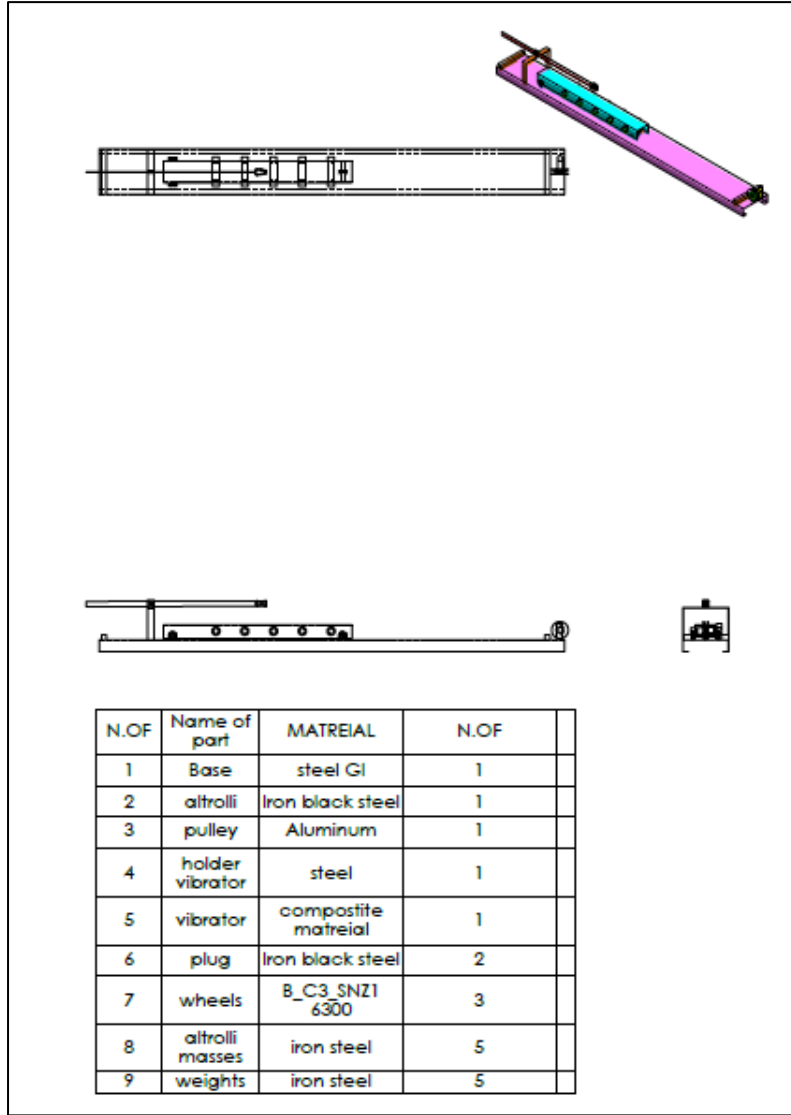 N.OF Name of part MATREIAL N.OF
1 Base steel GI 1
2 altrolli Iron black steel 1
3 pulley Aluminum 1
4 holder vibrator steel 1
5 vibrator compostite matreial 1
6 plug Iron black steel 2
7 wheels B_C3_SNZ1 6300 3
8 altrolli masses iron steel 5
9 weights iron steel 5